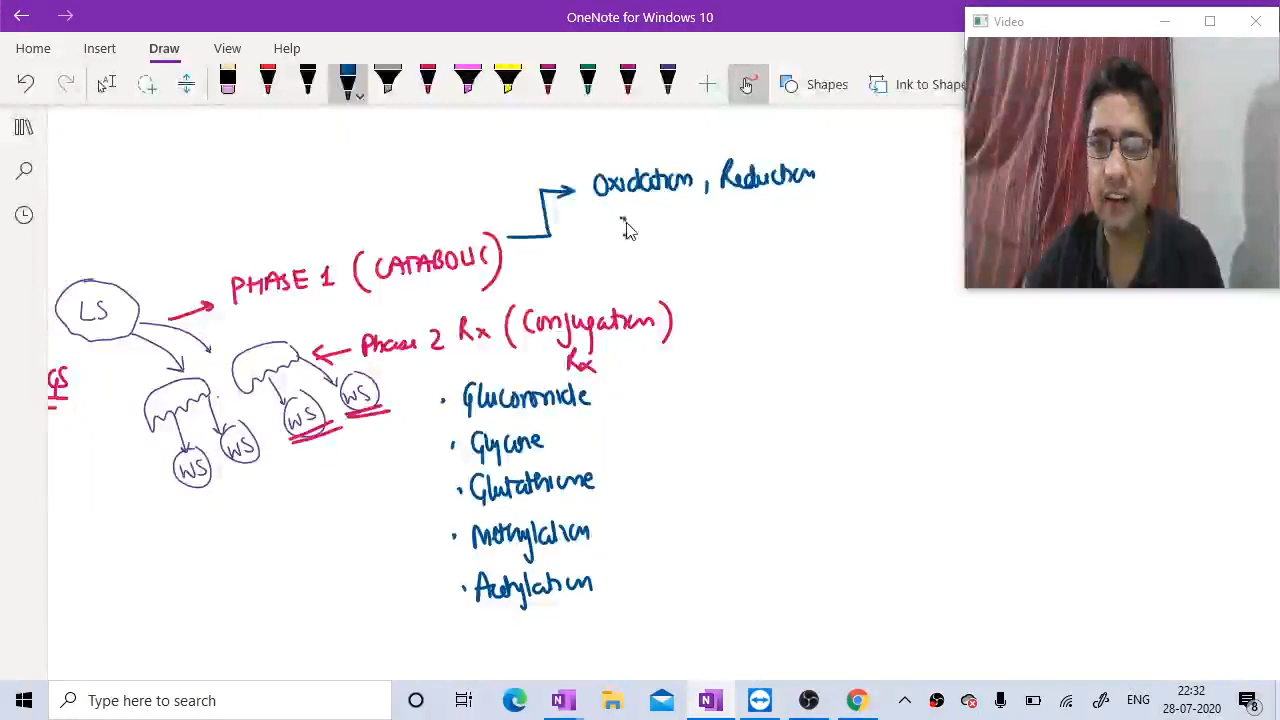 OneNote for Windows 10
Video
Home Insert Draw View Help
Shapes Ink to Shape
Oxidation, Reduction
PHASE 1 (CATABOLIC)
LS
Phase 2 Rx (Conjugation)
Rx
GS
WS WS
WS WS
• Glucoronide
• Glycine
• Glutathione
• Methylation
• Acetylation
Type here to search
ENG
22:32
28-07-2020
8